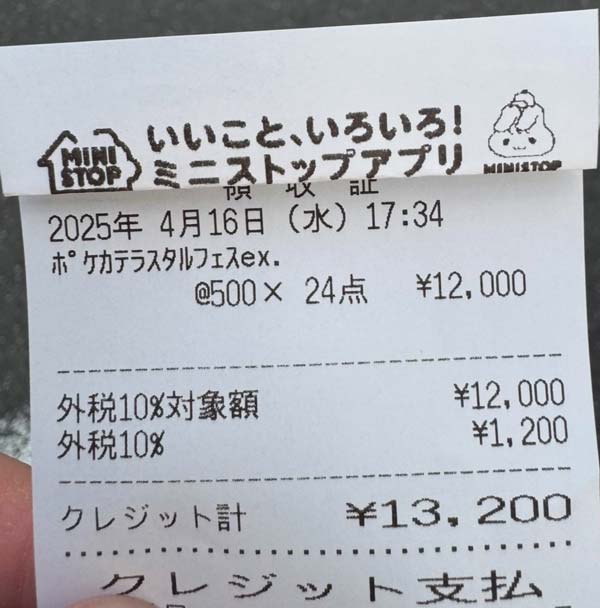 MINI STOP
いいこと、いろいろ!
ミニストップアプリ
MINISTOP
領収証
2025年 4月16日 (水) 17:34
ポケカテラスタルフェスex.
@500× 24点 ¥12,000
外税10%対象額 ¥12,000
外税10% ¥1,200
クレジット計 ¥13,200
クレジット支払